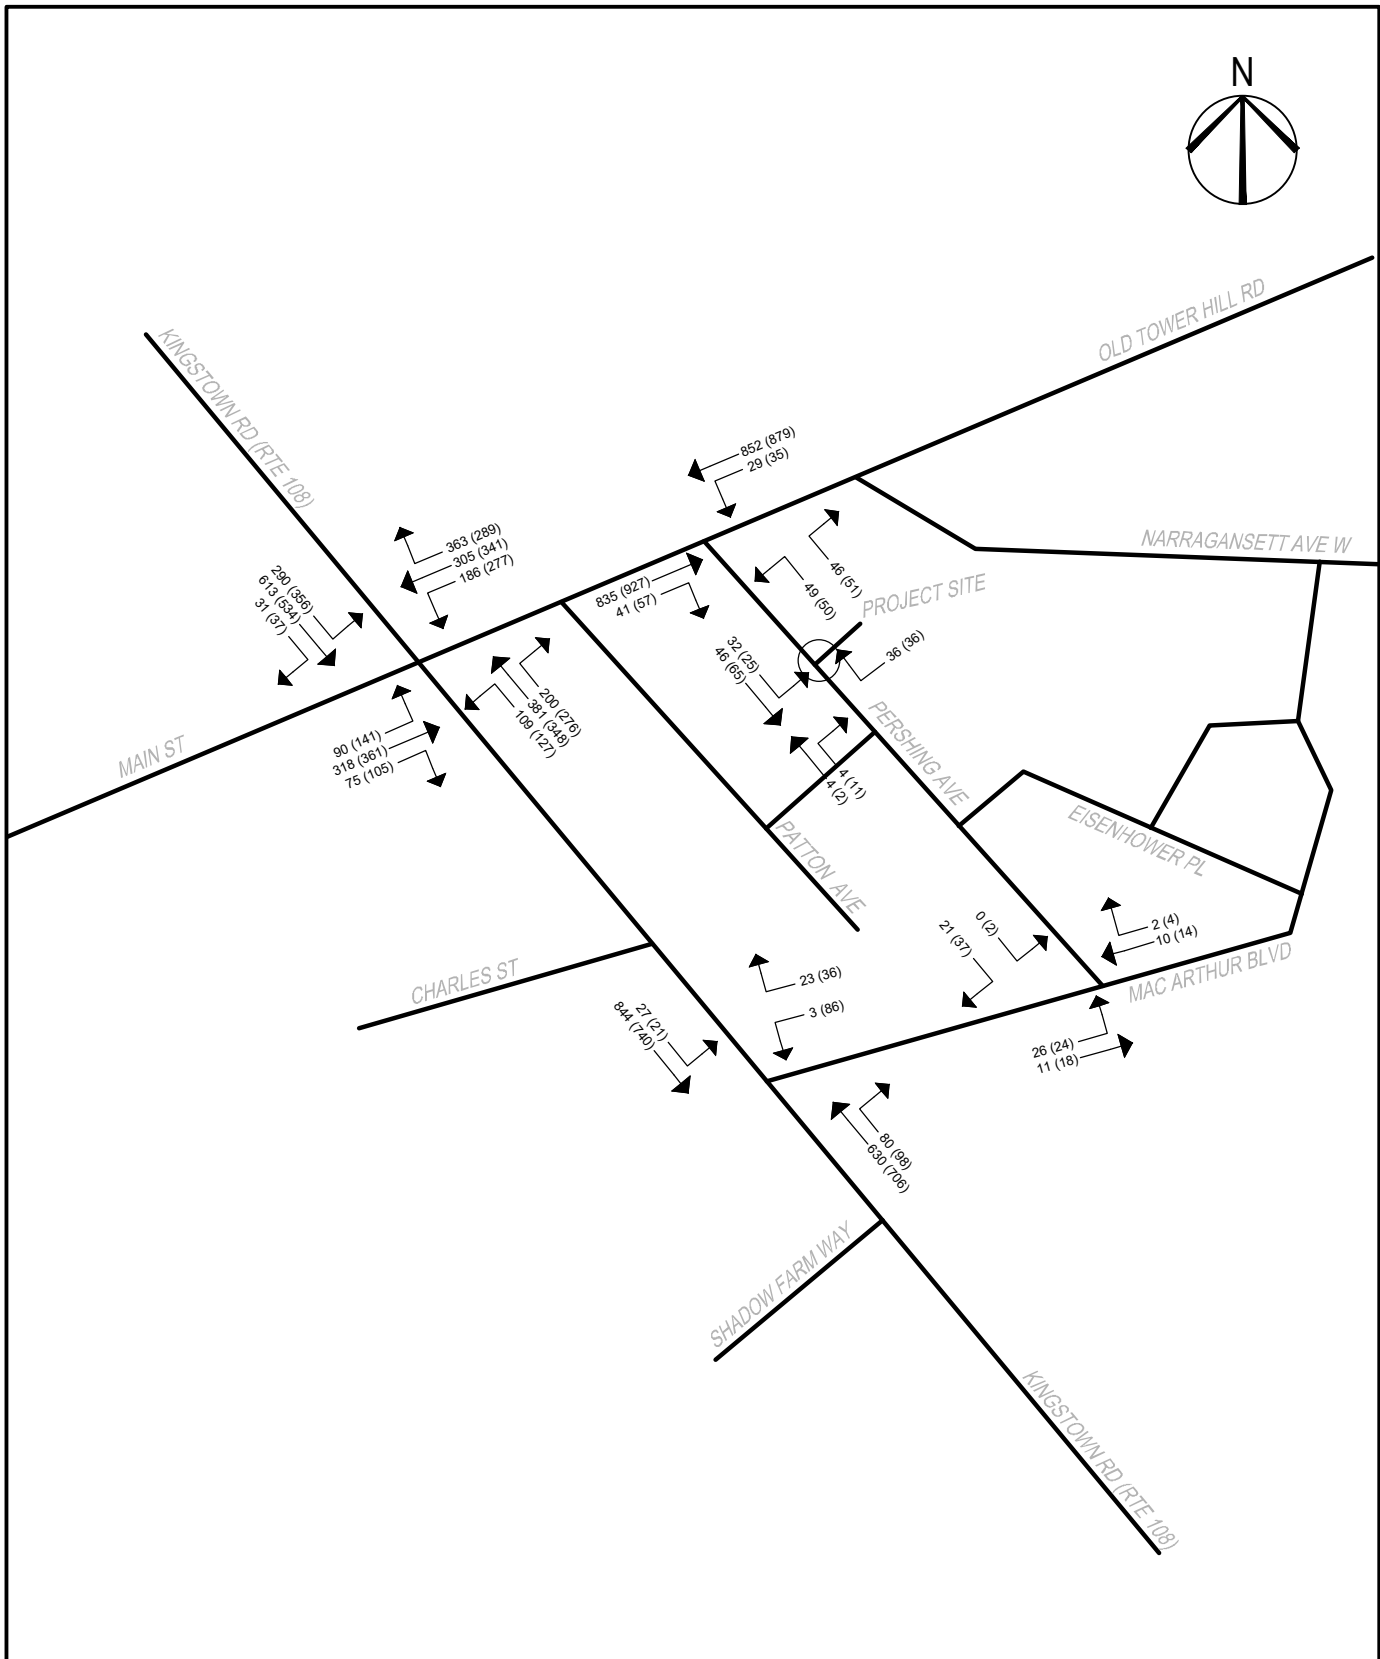 N
OLD TOWER HILL RD
KINGSTOWN RD (RTE 108)
852 (879)
29 (35)
NARRAGANSETT AVE W
363 (289)
305 (341)
186 (277)
290 (356)
613 (534)
31 (37)
835 (927)
41 (57)
46 (51)
49 (50)
PROJECT SITE
36 (36)
32 (25)
46 (65)
200 (276)
381 (348)
109 (127)
90 (141)
318 (361)
75 (105)
MAIN ST
PERSHING AVE
4 (11)
4 (2)
PATTON AVE
EISENHOWER PL
0 (2)
21 (37)
2 (4)
10 (14)
MAC ARTHUR BLVD
CHARLES ST
23 (36)
3 (86)
27 (21)
844 (740)
26 (24)
11 (18)
80 (98)
630 (706)
SHADOW FARM WAY
KINGSTOWN RD (RTE 108)